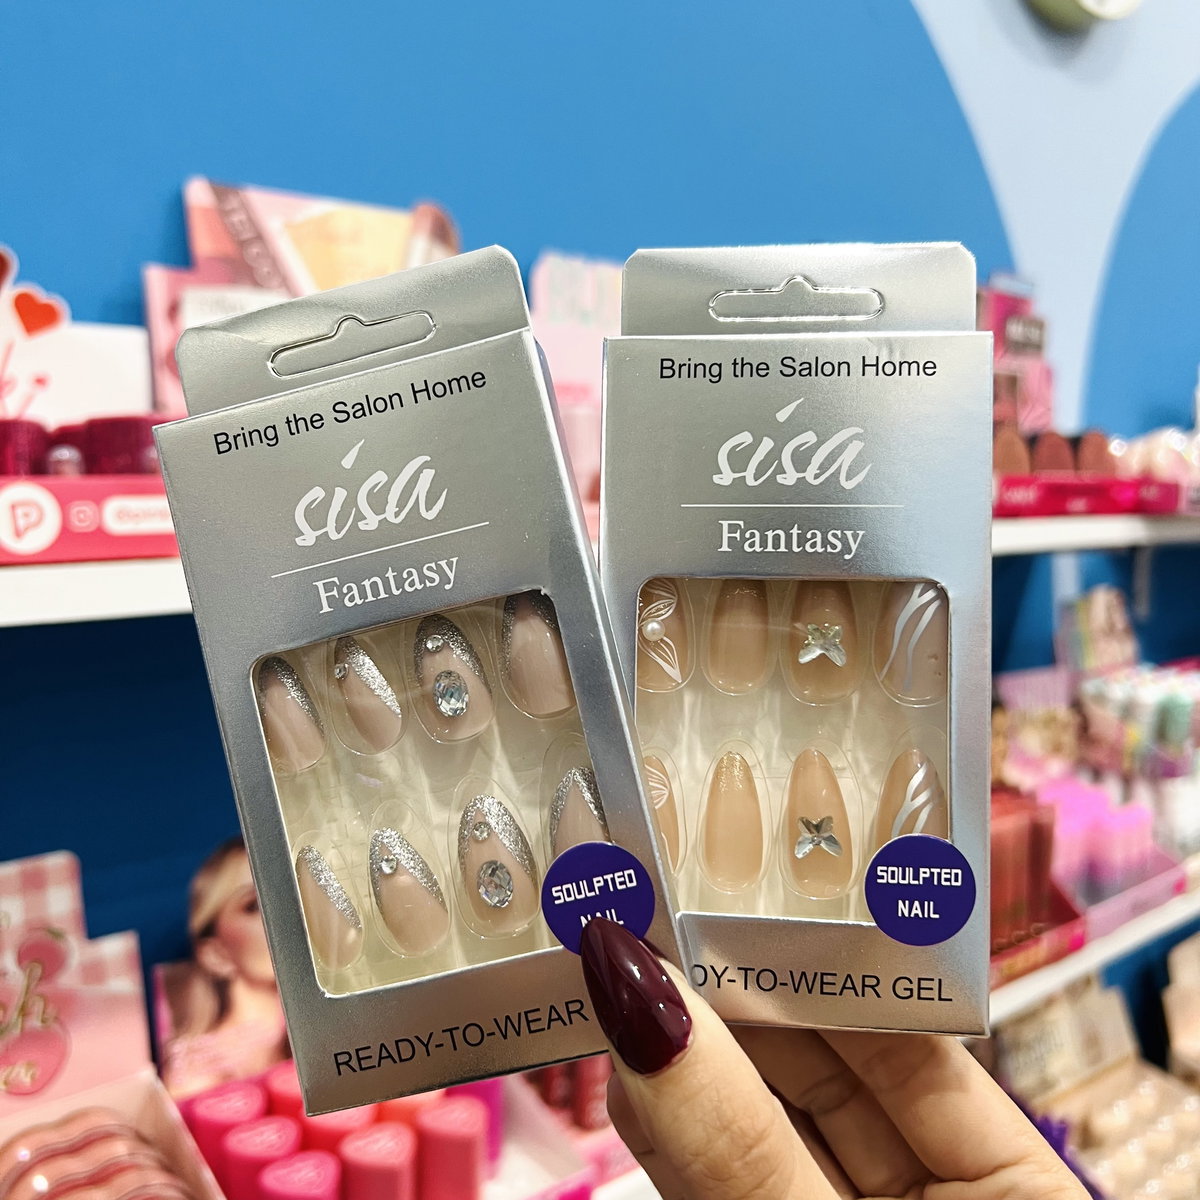 Bring the Salon Home
sisa
Fantasy
SOULPTED
NAIL
READY-TO-WEAR
Bring the Salon Home
sisa
Fantasy
SOULPTED
NAIL
DY-TO-WEAR GEL